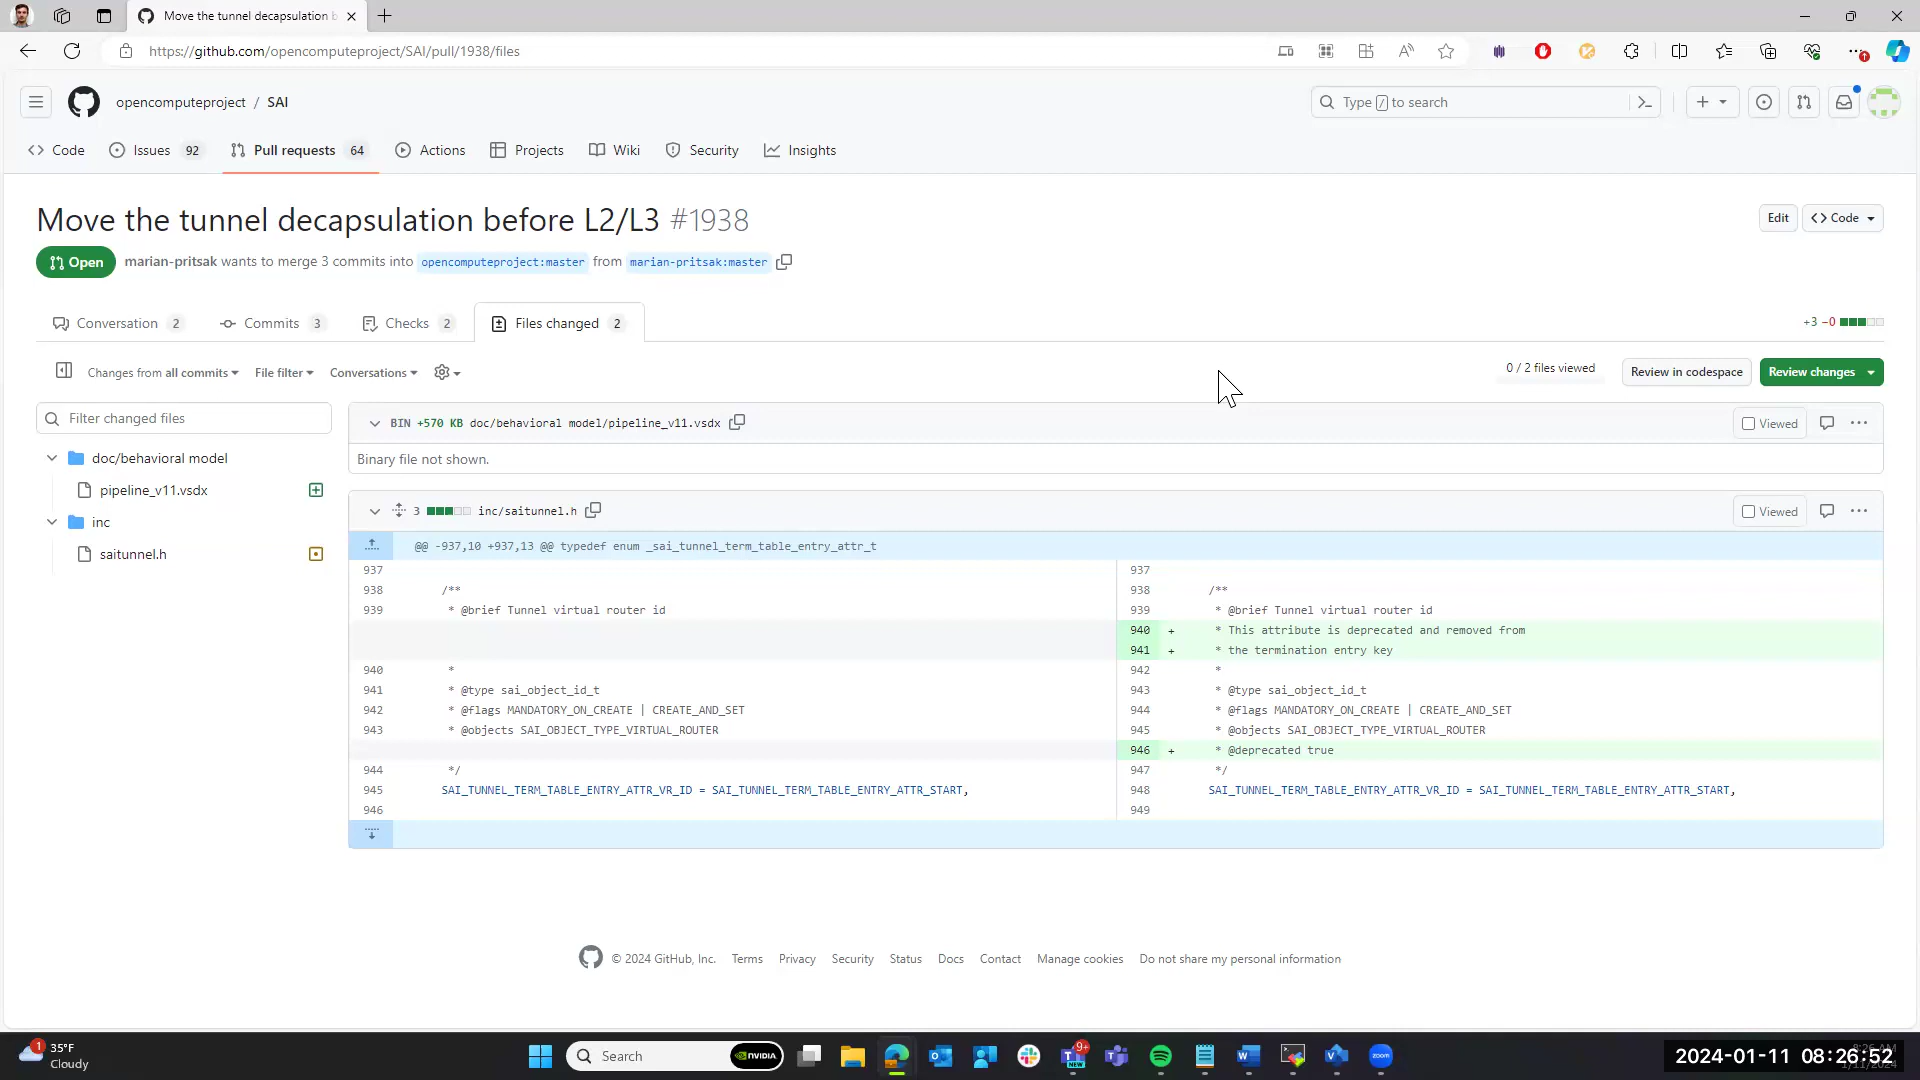 Move the tunnel decapsulation b
https://github.com/opencomputeproject/SAI/pull/1938/files
opencomputeproject / SAI
Type / to search
Code
Issues 92
Pull requests 64
Actions
Projects
Wiki
Security
Insights
Move the tunnel decapsulation before L2/L3 #1938
Edit
<> Code
Open
marian-pritsak wants to merge 3 commits into opencomputeproject:master from marian-pritsak:master
Conversation 2
Commits 3
Checks 2
Files changed 2
+3 −0
Changes from all commits
File filter
Conversations
0 / 2 files viewed
Review in codespace
Review changes
Filter changed files
doc/behavioral model
pipeline_v11.vsdx
inc
saitunnel.h
BIN +570 KB doc/behavioral model/pipeline_v11.vsdx
Viewed
Binary file not shown.
3 inc/saitunnel.h
Viewed
@@ -937,10 +937,13 @@ typedef enum _sai_tunnel_term_table_entry_attr_t
937
938 /**
939 * @brief Tunnel virtual router id
940 *
941 * @type sai_object_id_t
942 * @flags MANDATORY_ON_CREATE | CREATE_AND_SET
943 * @objects SAI_OBJECT_TYPE_VIRTUAL_ROUTER
944 */
945 SAI_TUNNEL_TERM_TABLE_ENTRY_ATTR_VR_ID = SAI_TUNNEL_TERM_TABLE_ENTRY_ATTR_START,
946
937
938 /**
939 * @brief Tunnel virtual router id
940 + * This attribute is deprecated and removed from
941 + * the termination entry key
942 *
943 * @type sai_object_id_t
944 * @flags MANDATORY_ON_CREATE | CREATE_AND_SET
945 * @objects SAI_OBJECT_TYPE_VIRTUAL_ROUTER
946 + * @deprecated true
947 */
948 SAI_TUNNEL_TERM_TABLE_ENTRY_ATTR_VR_ID = SAI_TUNNEL_TERM_TABLE_ENTRY_ATTR_START,
949
© 2024 GitHub, Inc.
Terms
Privacy
Security
Status
Docs
Contact
Manage cookies
Do not share my personal information
1
35°F
Cloudy
Search
NVIDIA
9+
NEW
zoom
2024-01-11 08:26:52